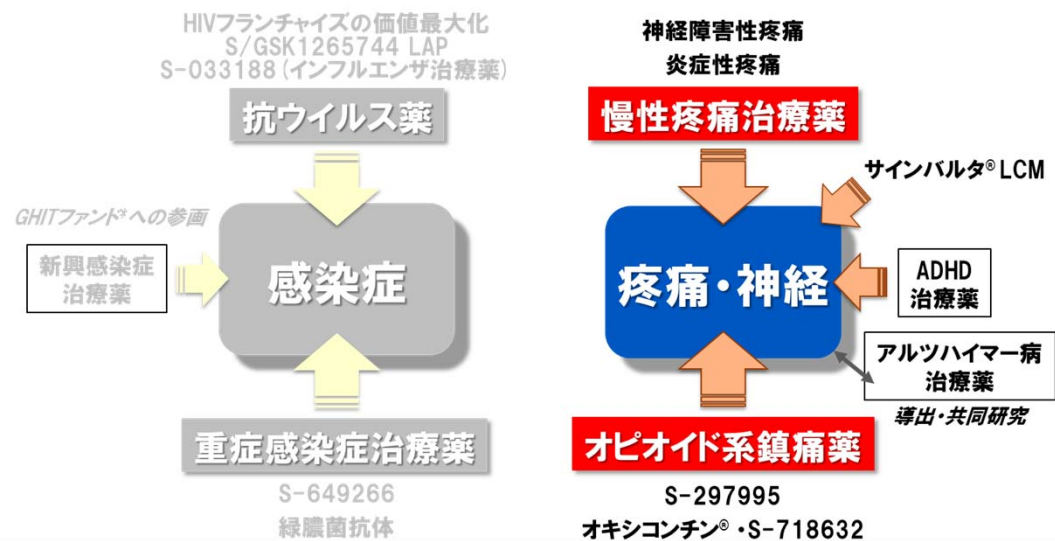 HIVフランチャイズの価値最大化
S/GSK1265744 LAP
S-033188(インフルエンザ治療薬)
抗ウイルス薬
GHITファンド*への参画
新興感染症
治療薬
感染症
重症感染症治療薬
S-649266
緑膿菌抗体
神経障害性疼痛
炎症性疼痛
慢性疼痛治療薬
サインバルタ® LCM
疼痛・神経
ADHD
治療薬
アルツハイマー病
治療薬
導出・共同研究
オピオイド系鎮痛薬
S-297995
オキシコンチン®・S-718632